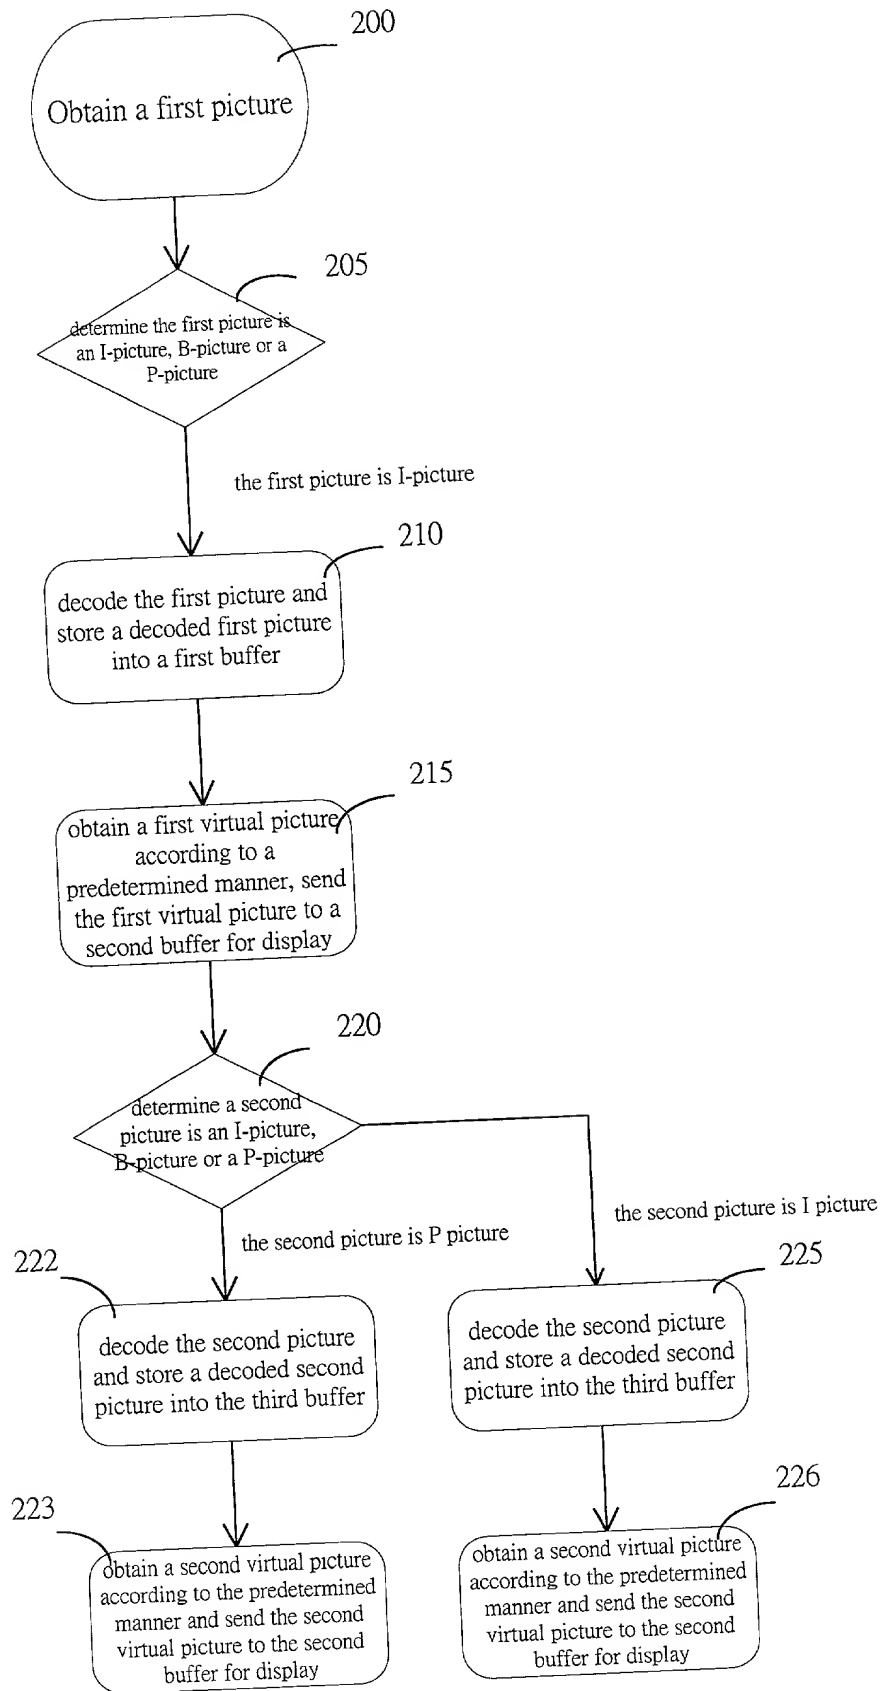 200
Obtain a first picture
205
determine the first picture is
an I-picture, B-picture or a
P-picture
the first picture is I-picture
210
decode the first picture and
store a decoded first picture
into a first buffer
215
obtain a first virtual picture
according to a
predetermined manner, send
the first virtual picture to a
second buffer for display
220
determine a second
picture is an I-picture,
B-picture or a P-picture
the second picture is P picture
the second picture is I picture
222
decode the second picture
and store a decoded second
picture into the third buffer
225
decode the second picture
and store a decoded second
picture into the third buffer
223
obtain a second virtual picture
according to the predetermined
manner and send the second
virtual picture to the second
buffer for display
226
obtain a second virtual picture
according to the predetermined
manner and send the second
virtual picture to the second
buffer for display